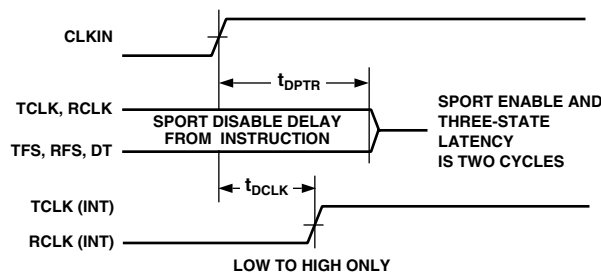 CLKIN
tDPTR
TCLK, RCLK
SPORT DISABLE DELAY
FROM INSTRUCTION
TFS, RFS, DT
SPORT ENABLE AND
THREE-STATE
LATENCY
IS TWO CYCLES
tDCLK
TCLK (INT)
RCLK (INT)
LOW TO HIGH ONLY